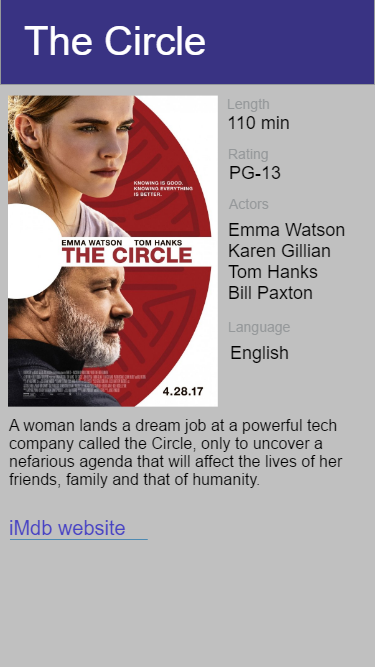 The Circle
Length
110 min
Rating
PG-13
Actors
Emma Watson
Karen Gillian
Tom Hanks
Bill Paxton
Language
English
KNOWING IS GOOD.
KNOWING EVERYTHING
IS BETTER.
EMMA WATSON TOM HANKS
THE CIRCLE
4.28.17
A woman lands a dream job at a powerful tech
company called the Circle, only to uncover a
nefarious agenda that will affect the lives of her
friends, family and that of humanity.
iMdb website